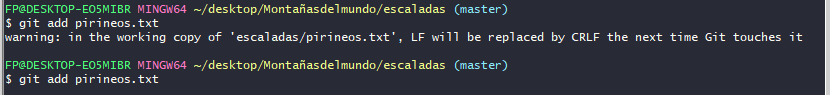 FP@DESKTOP-EO5MIBR MINGW64 ~/desktop/Montañasdelmundo/escaladas (master)
$ git add pirineos.txt
warning: in the working copy of 'escaladas/pirineos.txt', LF will be replaced by CRLF the next time Git touches it
FP@DESKTOP-EO5MIBR MINGW64 ~/desktop/Montañasdelmundo/escaladas (master)
$ git add pirineos.txt